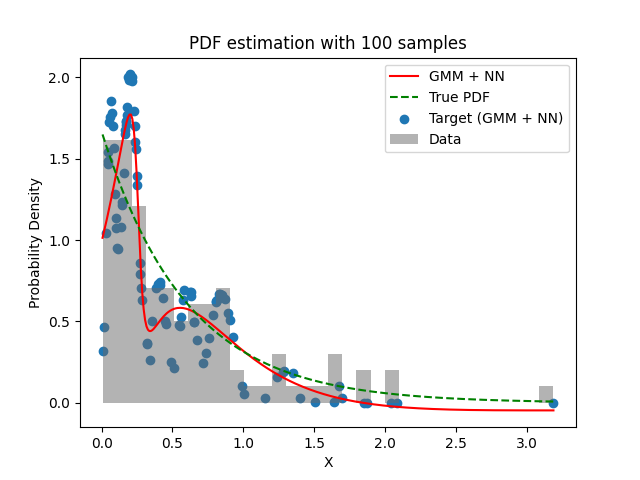 PDF estimation with 100 samples
GMM + NN
True PDF
Target (GMM + NN)
Data
Probability Density
2.0
1.5
1.0
0.5
0.0
0.0 0.5 1.0 1.5 2.0 2.5 3.0
X